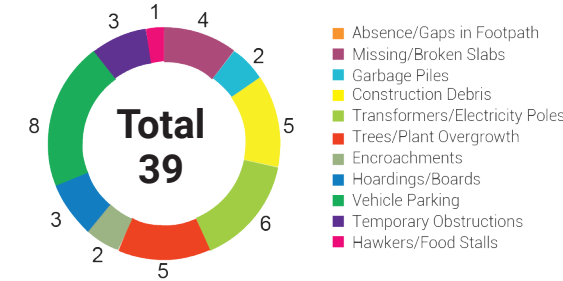 1
4
2
5
6
5
2
3
8
3
Total
39
Absence/Gaps in Footpath
Missing/Broken Slabs
Garbage Piles
Construction Debris
Transformers/Electricity Poles
Trees/Plant Overgrowth
Encroachments
Hoardings/Boards
Vehicle Parking
Temporary Obstructions
Hawkers/Food Stalls